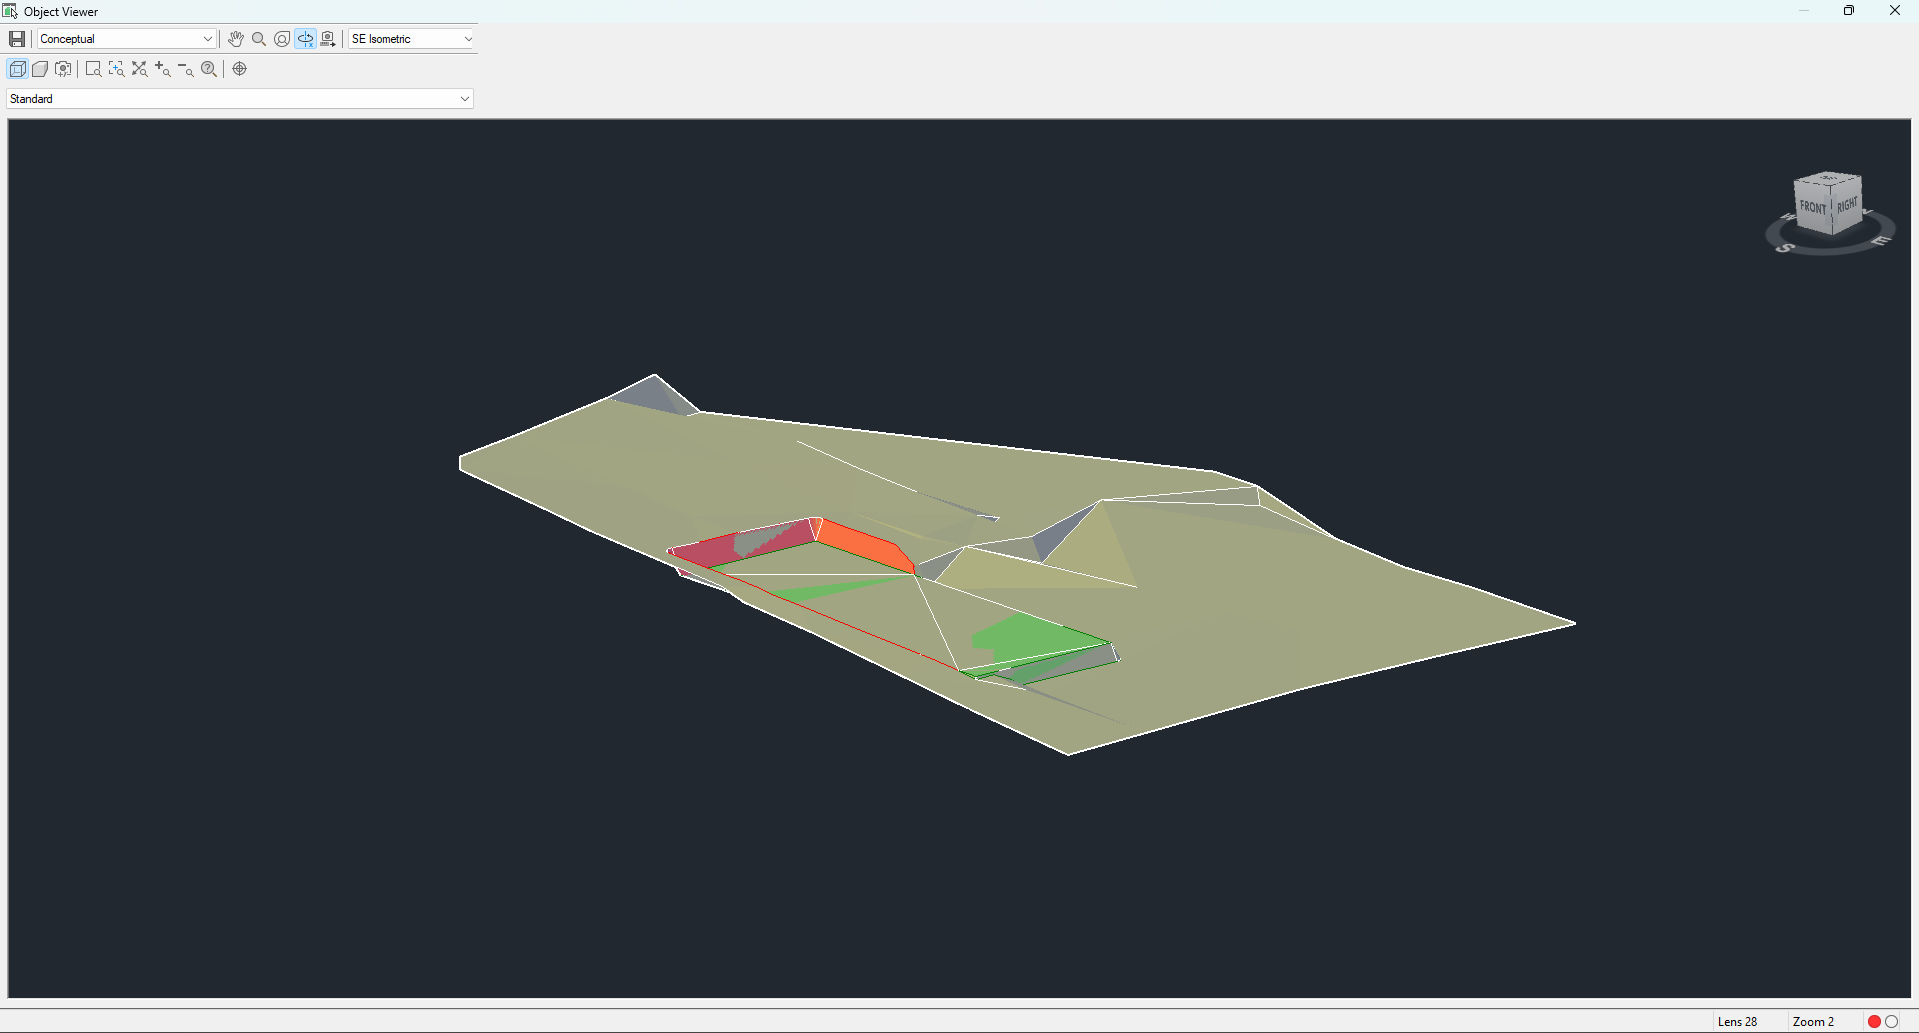 Object Viewer
Conceptual
SE Isometric
Standard
FRONT
RIGHT
S
E
Lens 28
Zoom 2